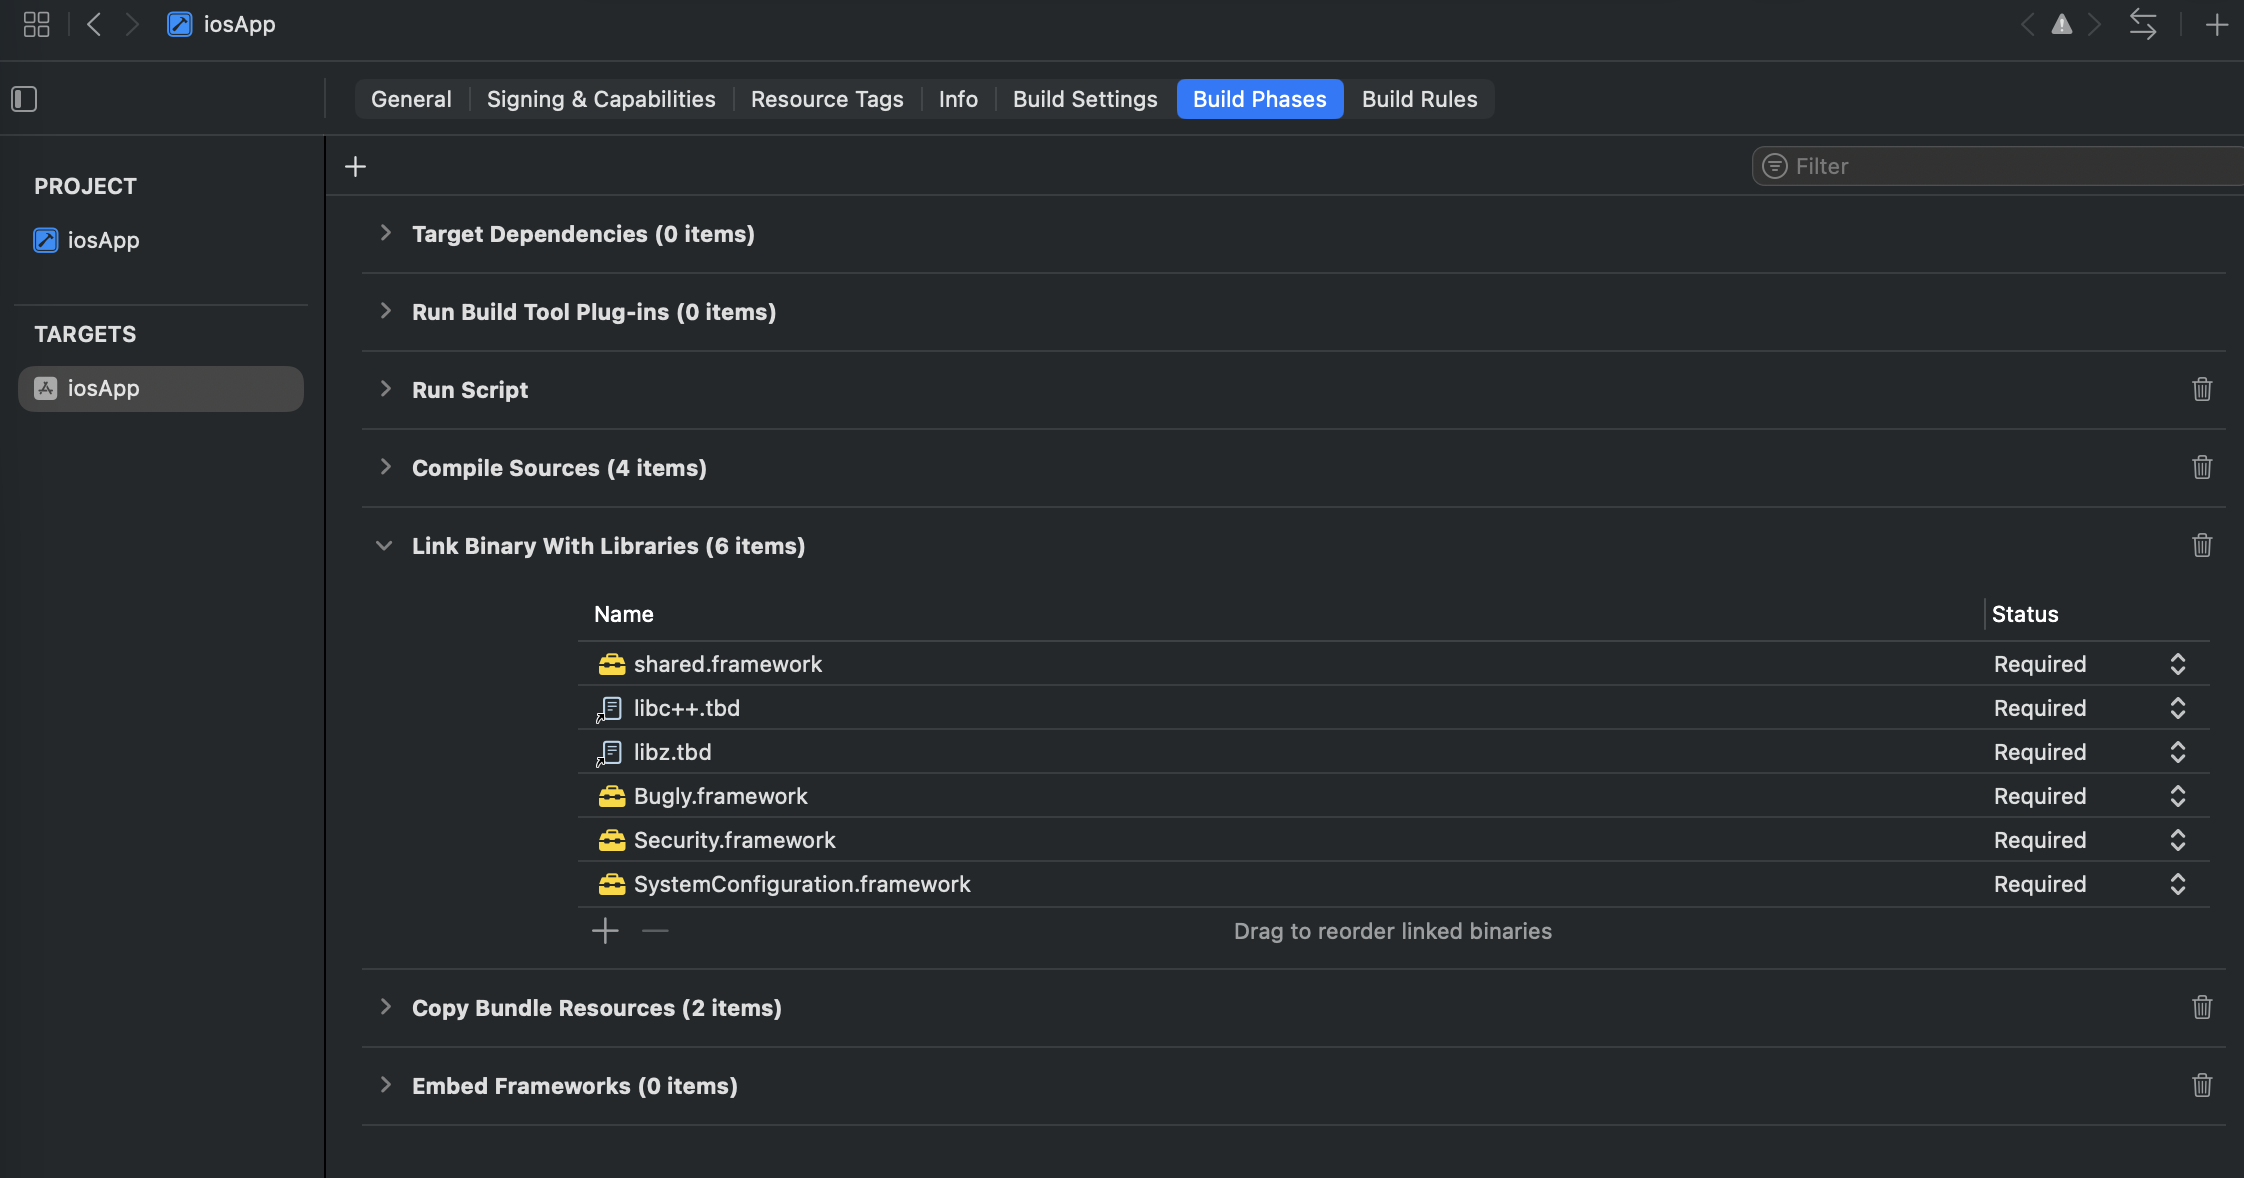 iosApp
General
Signing & Capabilities
Resource Tags
Info
Build Settings
Build Phases
Build Rules
PROJECT
iosApp
TARGETS
iosApp
Filter
Target Dependencies (0 items)
Run Build Tool Plug-ins (0 items)
Run Script
Compile Sources (4 items)
Link Binary With Libraries (6 items)
Name Status
shared.framework Required
libc++.tbd Required
libz.tbd Required
Bugly.framework Required
Security.framework Required
SystemConfiguration.framework Required
Drag to reorder linked binaries
Copy Bundle Resources (2 items)
Embed Frameworks (0 items)